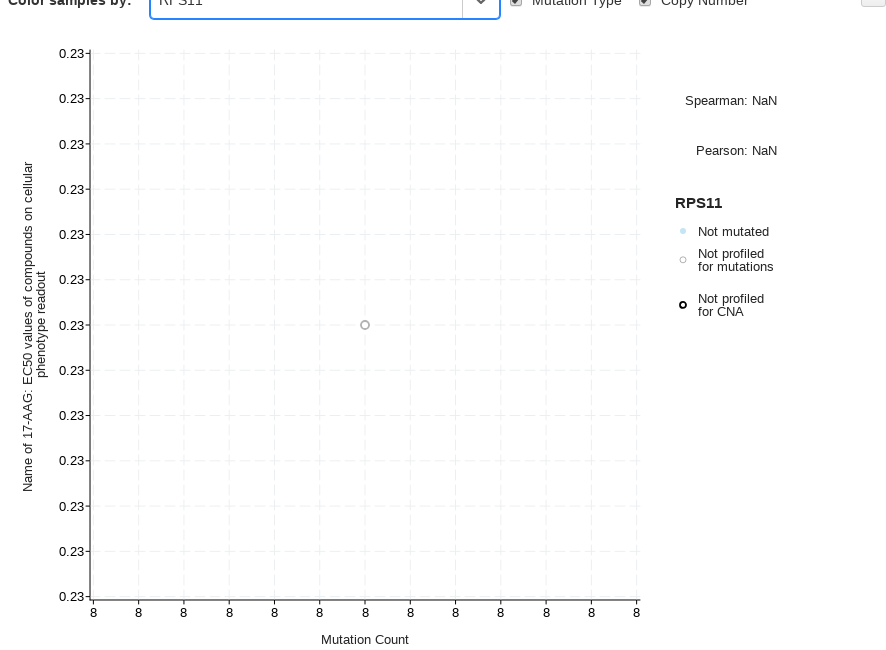 Color samples by: RPS11 Mutation Type Copy Number
0.23
0.23
0.23
0.23
0.23
0.23
0.23
0.23
0.23
0.23
0.23
0.23
0.23
Name of 17-AAG: EC50 values of compounds on cellular
phenotype readout
8 8 8 8 8 8 8 8 8 8 8 8 8
Mutation Count
Spearman: NaN
Pearson: NaN
RPS11
Not mutated
Not profiled
for mutations
Not profiled
for CNA